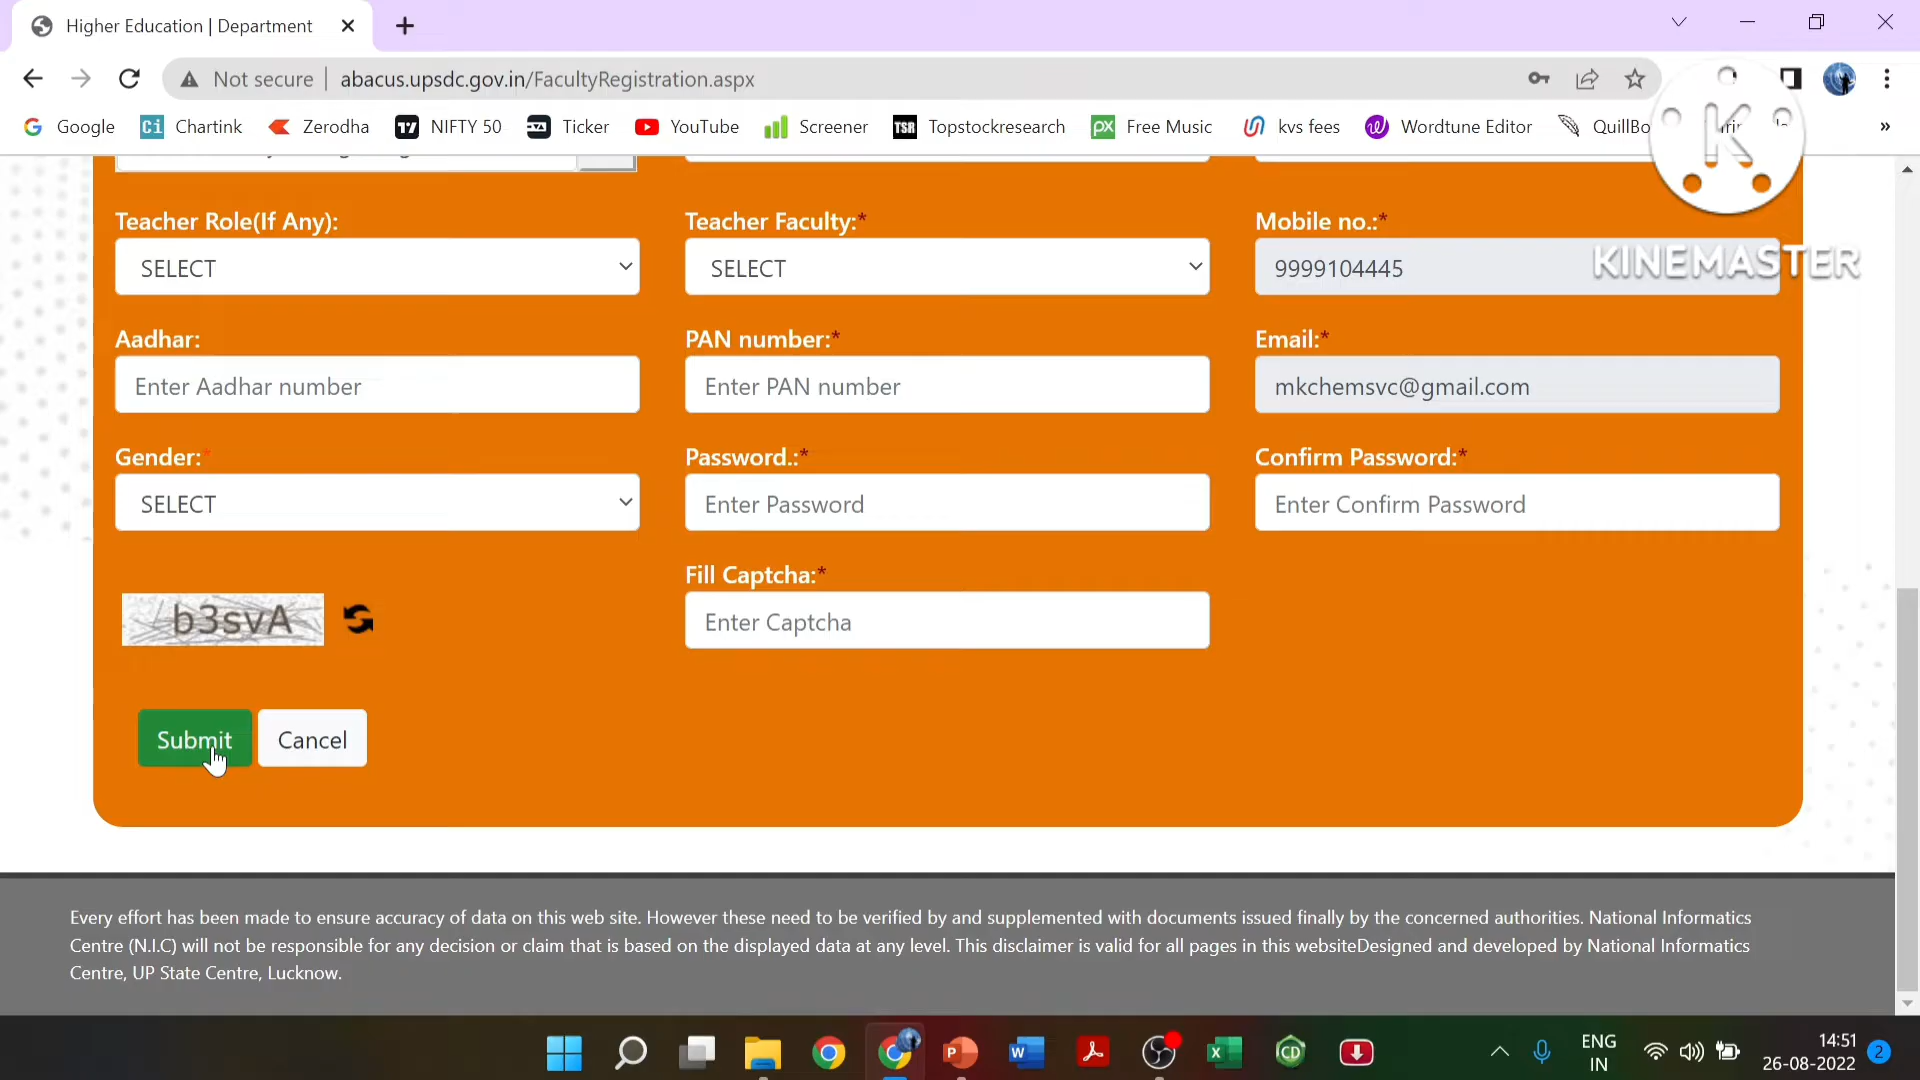 Higher Education | Department
Not secure | abacus.upsdc.gov.in/FacultyRegistration.aspx
Google Chartink Zerodha NIFTY 50 Ticker YouTube Screener Topstockresearch Free Music kvs fees Wordtune Editor QuillBo »
K
KINEMASTER
Teacher Role(If Any): Teacher Faculty:* Mobile no.:*
SELECT SELECT 9999104445
Aadhar: PAN number:* Email:*
Enter Aadhar number Enter PAN number mkchemsvc@gmail.com
Gender:* Password.:* Confirm Password:*
SELECT Enter Password Enter Confirm Password
Fill Captcha:*
b3svA Enter Captcha
Submit Cancel
Every effort has been made to ensure accuracy of data on this web site. However these need to be verified by and supplemented with documents issued finally by the concerned authorities. National Informatics
Centre (N.I.C) will not be responsible for any decision or claim that is based on the displayed data at any level. This disclaimer is valid for all pages in this websiteDesigned and developed by National Informatics
Centre, UP State Centre, Lucknow.
ENG 14:51
IN 26-08-2022 2